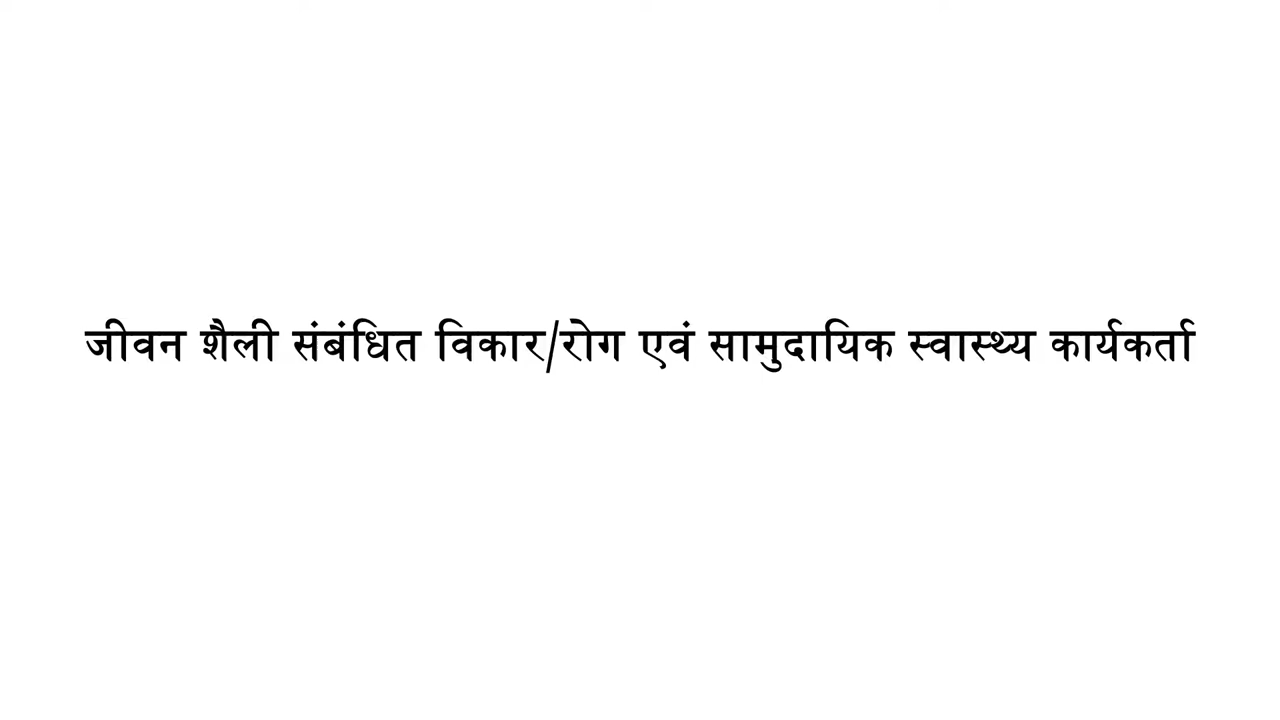 जीवन शैली संबंधित विकार/रोग एवं सामुदायिक स्वास्थ्य कार्यकर्ता